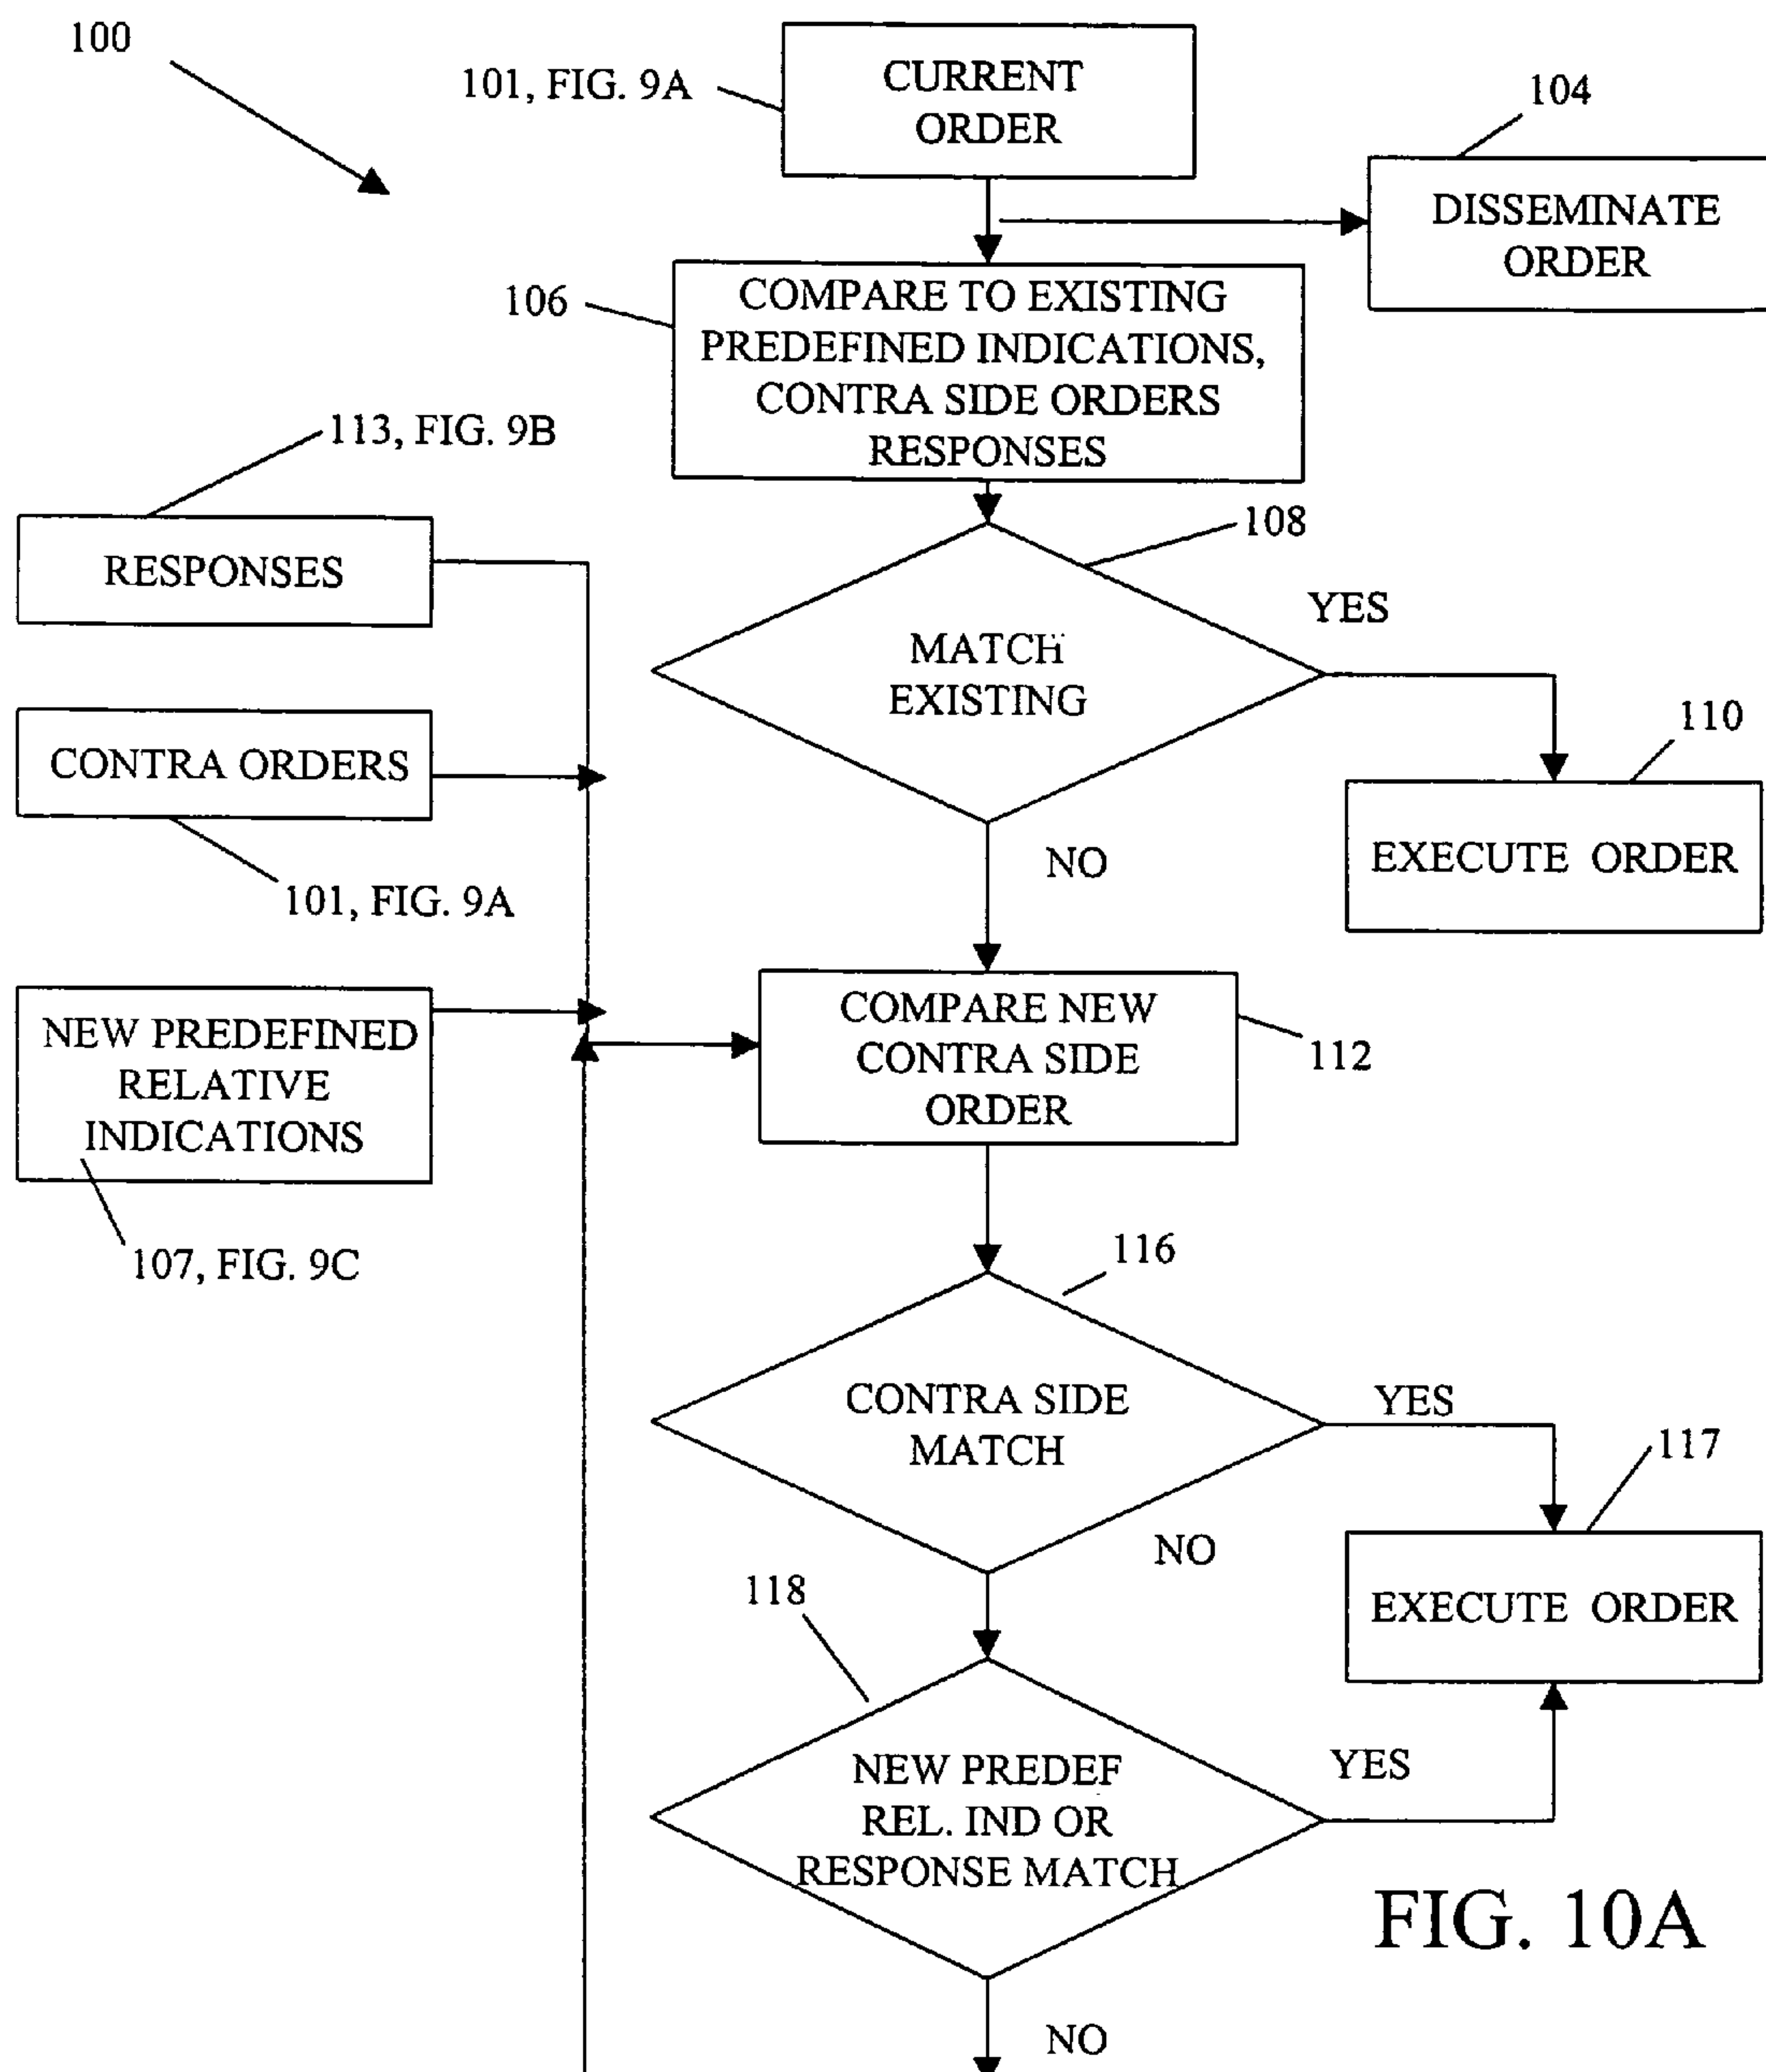 100
101, FIG. 9A
CURRENT
ORDER
104
DISSEMINATE
ORDER
106
COMPARE TO EXISTING
PREDEFINED INDICATIONS,
CONTRA SIDE ORDERS
RESPONSES
113, FIG. 9B
RESPONSES
108
MATCH
EXISTING
YES
110
EXECUTE ORDER
CONTRA ORDERS
101, FIG. 9A
NO
NEW PREDEFINED
RELATIVE
INDICATIONS
107, FIG. 9C
COMPARE NEW
CONTRA SIDE
ORDER
112
116
CONTRA SIDE
MATCH
YES
117
EXECUTE ORDER
NO
118
NEW PREDEF
REL. IND OR
RESPONSE MATCH
YES
FIG. 10A
NO